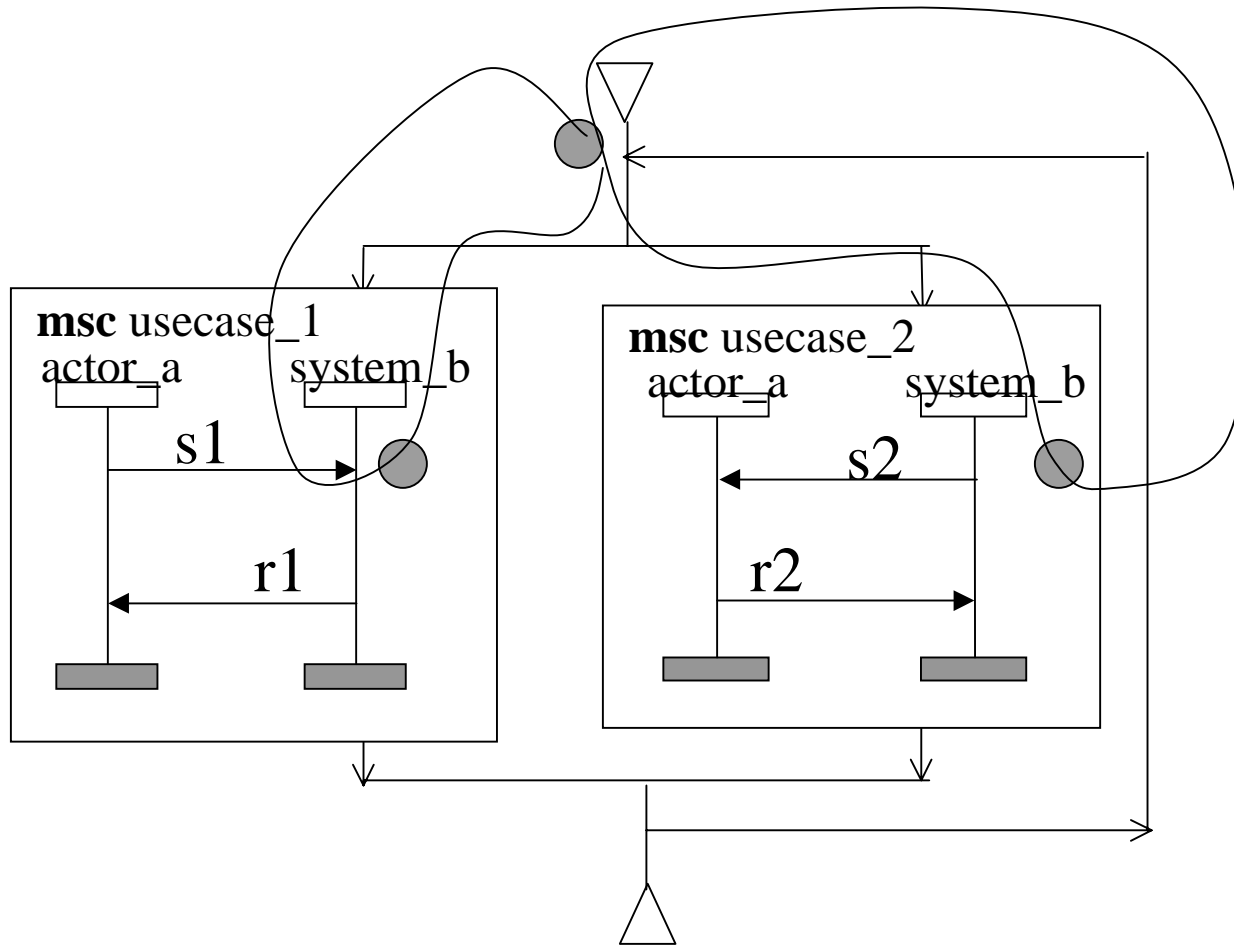 msc usecase_1
actor_a system_b
s1
r1
msc usecase_2
actor_a system_b
s2
r2